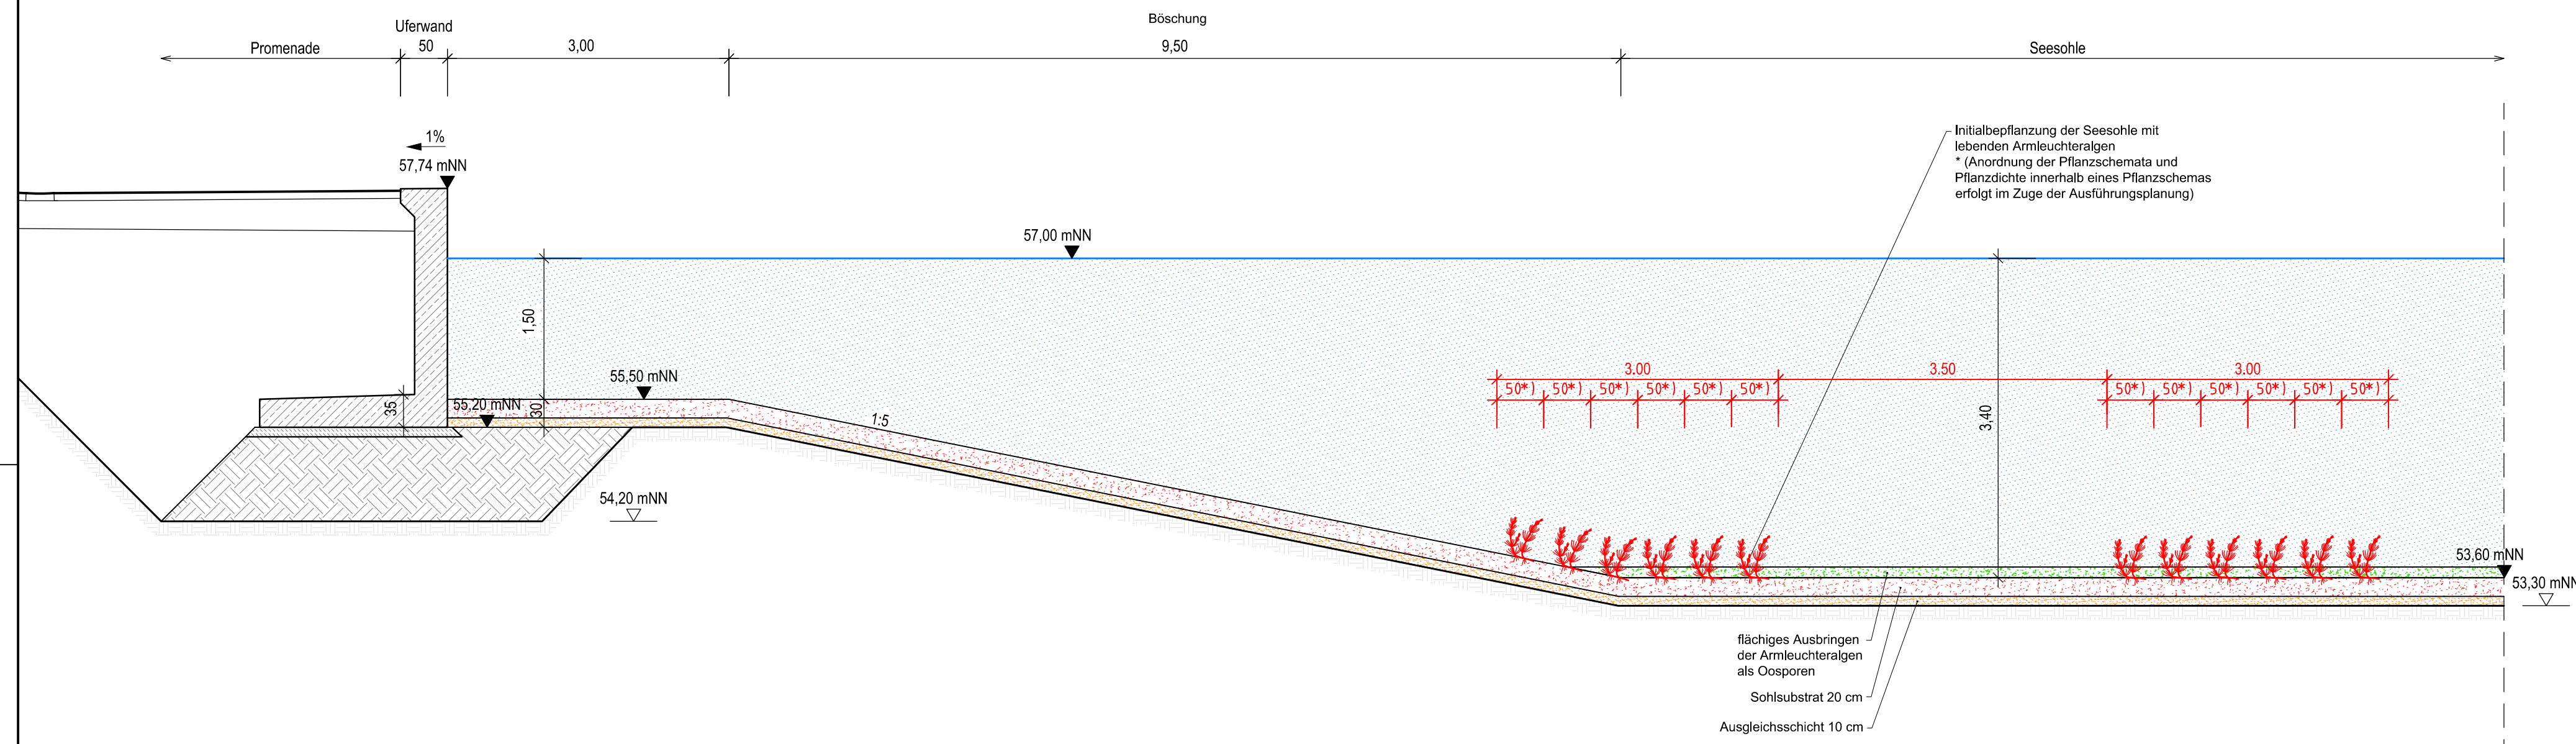 Böschung
Uferwand
Promenade
50
3,00
9,50
Seesohle
1%
57,74 mNN
Initialbepflanzung der Seesohle mit
lebenden Armleuchteralgen
* (Anordnung der Pflanzschemata und
Pflanzdichte innerhalb eines Pflanzschemas
erfolgt im Zuge der Ausführungsplanung)
57,00 mNN
1,50
55,50 mNN
3.00
3.50
3.00
50*) 50*) 50*) 50*) 50*) 50*)
50*) 50*) 50*) 50*) 50*) 50*)
35
55,20 mNN
30
1:5
3,40
54,20 mNN
53,60 mNN
53,30 mNN
flächiges Ausbringen
der Armleuchteralgen
als Oosporen
Sohlsubstrat 20 cm
Ausgleichsschicht 10 cm